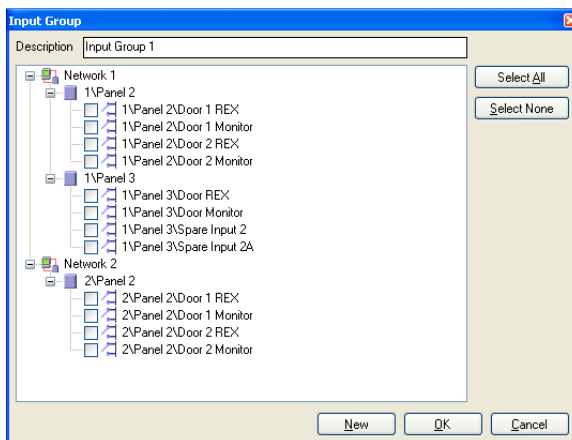 Input Group
Description Input Group 1
Network 1
1\Panel 2
1\Panel 2\Door 1 REX
1\Panel 2\Door 1 Monitor
1\Panel 2\Door 2 REX
1\Panel 2\Door 2 Monitor
1\Panel 3
1\Panel 3\Door REX
1\Panel 3\Door Monitor
1\Panel 3\Spare Input 2
1\Panel 3\Spare Input 2A
Network 2
2\Panel 2
2\Panel 2\Door 1 REX
2\Panel 2\Door 1 Monitor
2\Panel 2\Door 2 REX
2\Panel 2\Door 2 Monitor
Select All
Select None
New OK Cancel